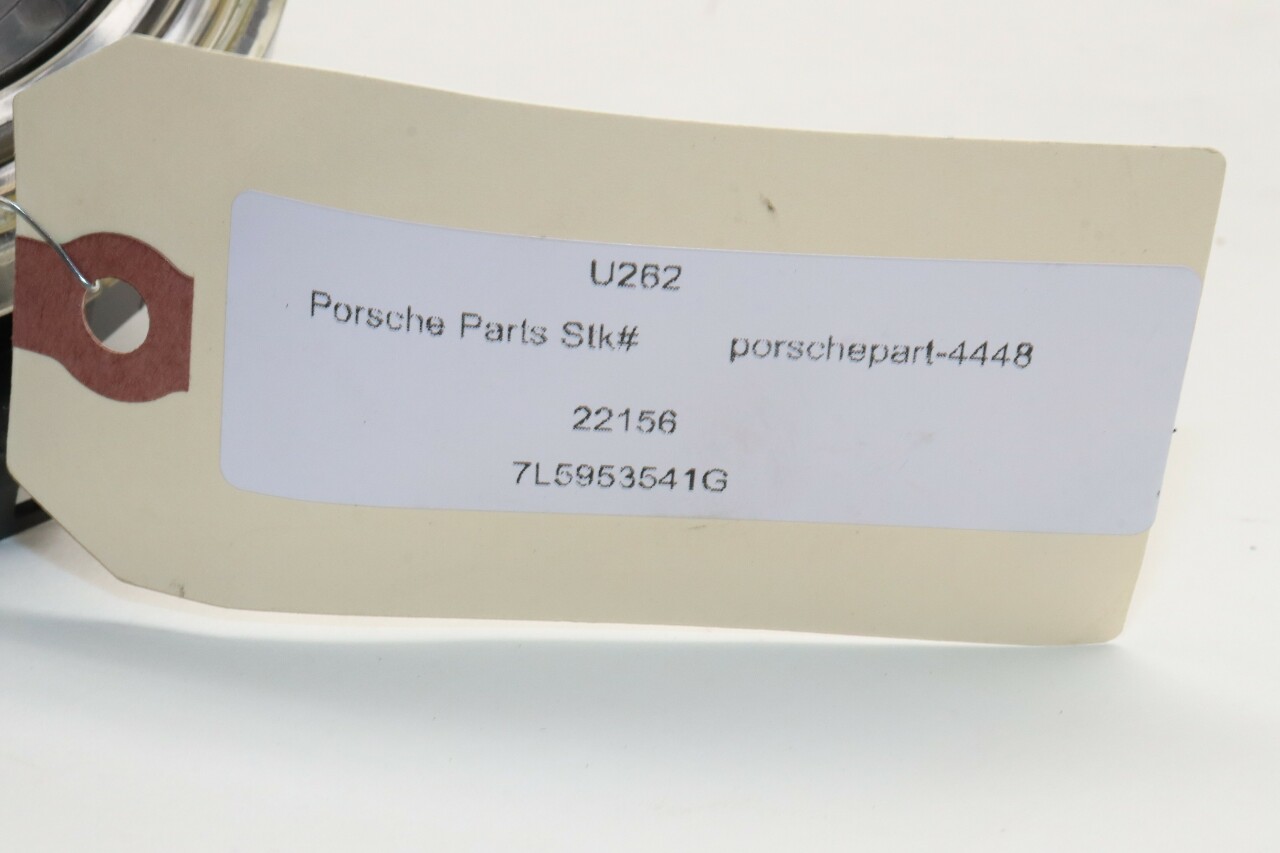 U262
Porsche Parts Stk# porschepart-4448
22156
7L5953541G